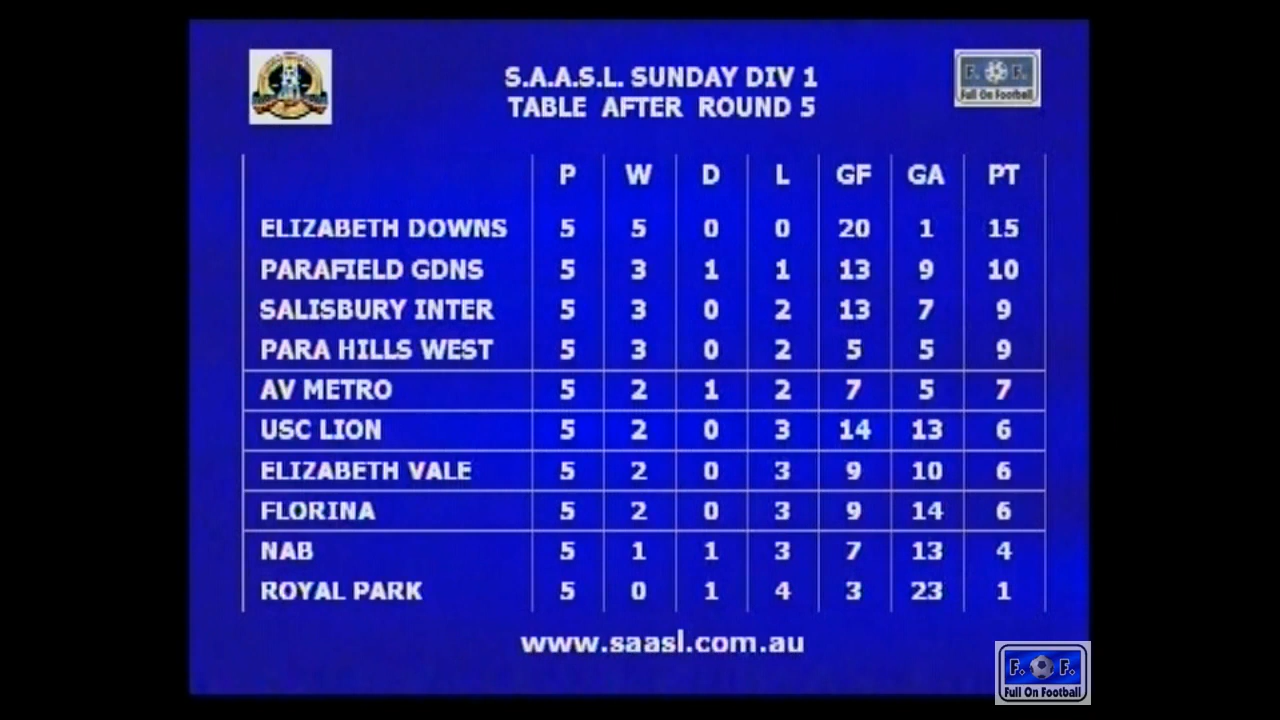 S.A.A.S.L. SUNDAY DIV 1
TABLE AFTER ROUND 5
F. F.
Full On Football
P W D L GF GA PT
ELIZABETH DOWNS 5 5 0 0 20 1 15
PARAFIELD GDNS 5 3 1 1 13 9 10
SALISBURY INTER 5 3 0 2 13 7 9
PARA HILLS WEST 5 3 0 2 5 5 9
AV METRO 5 2 1 2 7 5 7
USC LION 5 2 0 3 14 13 6
ELIZABETH VALE 5 2 0 3 9 10 6
FLORINA 5 2 0 3 9 14 6
NAB 5 1 1 3 7 13 4
ROYAL PARK 5 0 1 4 3 23 1
www.saasl.com.au
F. F.
Full On Football